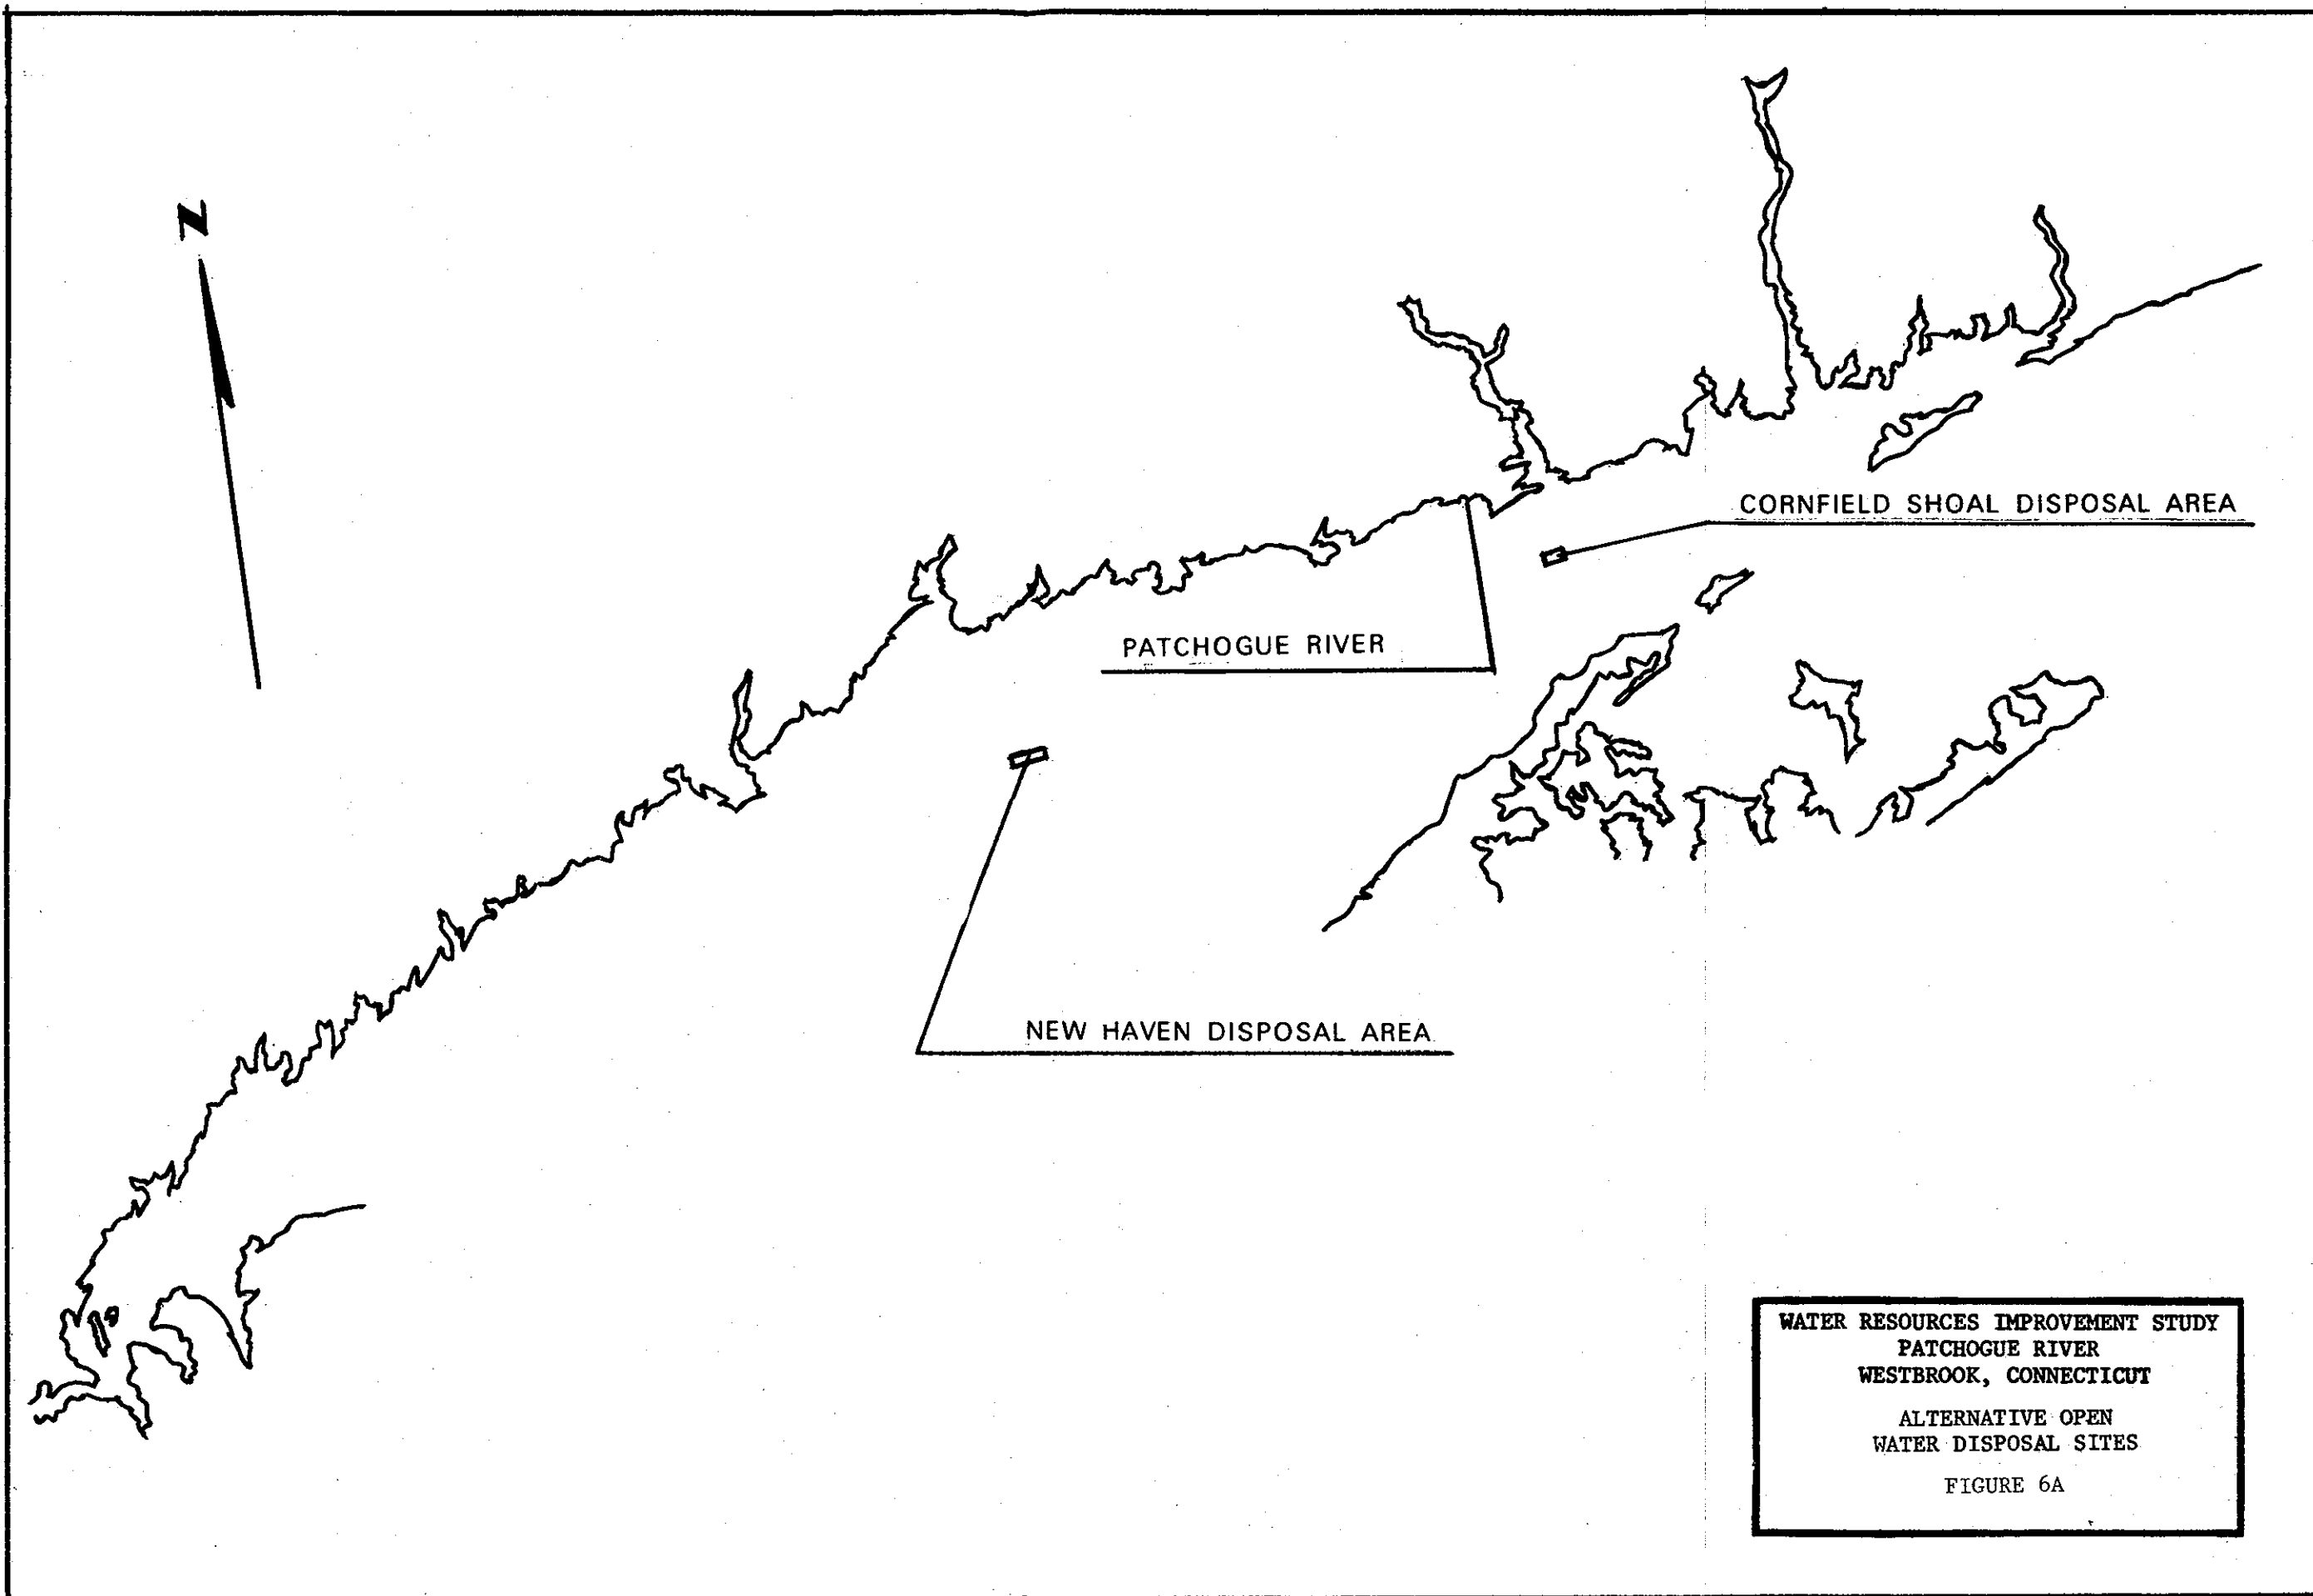 N
CORNFIELD SHOAL DISPOSAL AREA
PATCHOGUE RIVER
NEW HAVEN DISPOSAL AREA
WATER RESOURCES IMPROVEMENT STUDY
PATCHOGUE RIVER
WESTBROOK, CONNECTICUT
ALTERNATIVE OPEN
WATER DISPOSAL SITES
FIGURE 6A